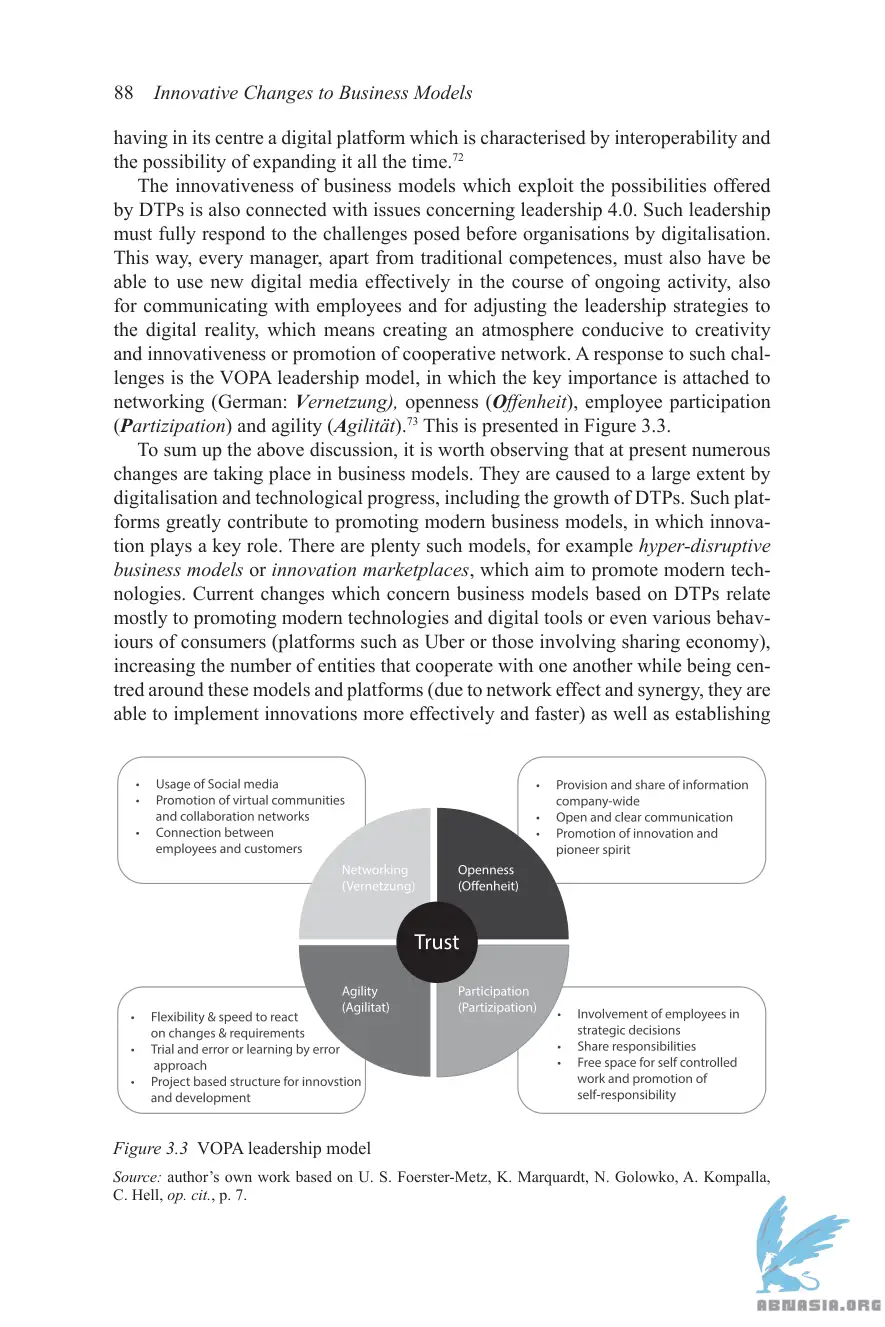 88 Innovative Changes to Business Models
having in its centre a digital platform which is characterised by interoperability and
the possibility of expanding it all the time.72
The innovativeness of business models which exploit the possibilities offered
by DTPs is also connected with issues concerning leadership 4.0. Such leadership
must fully respond to the challenges posed before organisations by digitalisation.
This way, every manager, apart from traditional competences, must also have be
able to use new digital media effectively in the course of ongoing activity, also
for communicating with employees and for adjusting the leadership strategies to
the digital reality, which means creating an atmosphere conducive to creativity
and innovativeness or promotion of cooperative network. A response to such chal-
lenges is the VOPA leadership model, in which the key importance is attached to
networking (German: Vernetzung), openness (Offenheit), employee participation
(Partizipation) and agility (Agilität).73 This is presented in Figure 3.3.
To sum up the above discussion, it is worth observing that at present numerous
changes are taking place in business models. They are caused to a large extent by
digitalisation and technological progress, including the growth of DTPs. Such plat-
forms greatly contribute to promoting modern business models, in which innova-
tion plays a key role. There are plenty such models, for example hyper-disruptive
business models or innovation marketplaces, which aim to promote modern tech-
nologies. Current changes which concern business models based on DTPs relate
mostly to promoting modern technologies and digital tools or even various behav-
iours of consumers (platforms such as Uber or those involving sharing economy),
increasing the number of entities that cooperate with one another while being cen-
tred around these models and platforms (due to network effect and synergy, they are
able to implement innovations more effectively and faster) as well as establishing
• Usage of Social media
• Promotion of virtual communities
and collaboration networks
• Connection between
employees and customers
• Provision and share of information
company-wide
• Open and clear communication
• Promotion of innovation and
pioneer spirit
Networking
(Vernetzung)
Openness
(Offenheit)
Trust
Agility
(Agilitat)
Participation
(Partizipation)
• Flexibility & speed to react
on changes & requirements
• Trial and error or learning by error
approach
• Project based structure for innovstion
and development
• Involvement of employees in
strategic decisions
• Share responsibilities
• Free space for self controlled
work and promotion of
self-responsibility
Figure 3.3 VOPA leadership model
Source: author's own work based on U. S. Foerster-Metz, K. Marquardt, N. Golowko, A. Kompalla,
C. Hell, op. cit., p. 7.
ABNASIA.ORG